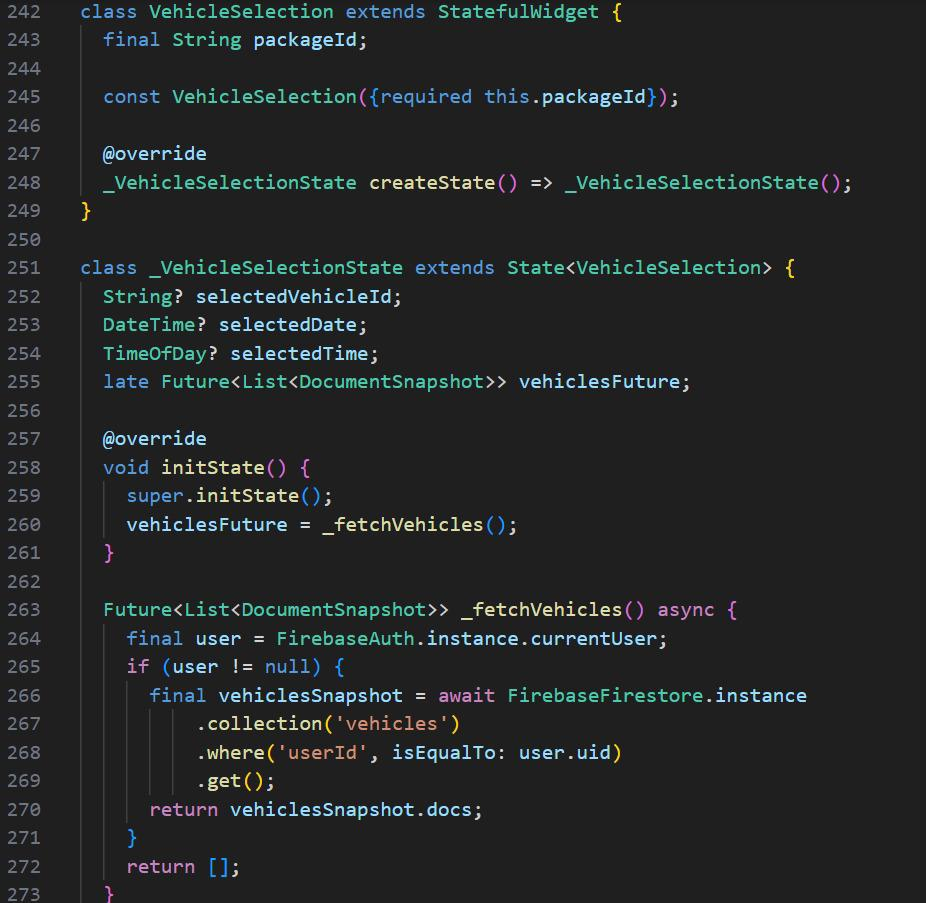 242 class VehicleSelection extends StatefulWidget {
243   final String packageId;
244
245   const VehicleSelection({required this.packageId});
246
247   @override
248   _VehicleSelectionState createState() => _VehicleSelectionState();
249 }
250
251 class _VehicleSelectionState extends State<VehicleSelection> {
252   String? selectedVehicleId;
253   DateTime? selectedDate;
254   TimeOfDay? selectedTime;
255   late Future<List<DocumentSnapshot>> vehiclesFuture;
256
257   @override
258   void initState() {
259     super.initState();
260     vehiclesFuture = _fetchVehicles();
261   }
262
263   Future<List<DocumentSnapshot>> _fetchVehicles() async {
264     final user = FirebaseAuth.instance.currentUser;
265     if (user != null) {
266       final vehiclesSnapshot = await FirebaseFirestore.instance
267           .collection('vehicles')
268           .where('userId', isEqualTo: user.uid)
269           .get();
270       return vehiclesSnapshot.docs;
271     }
272     return [];
273   }